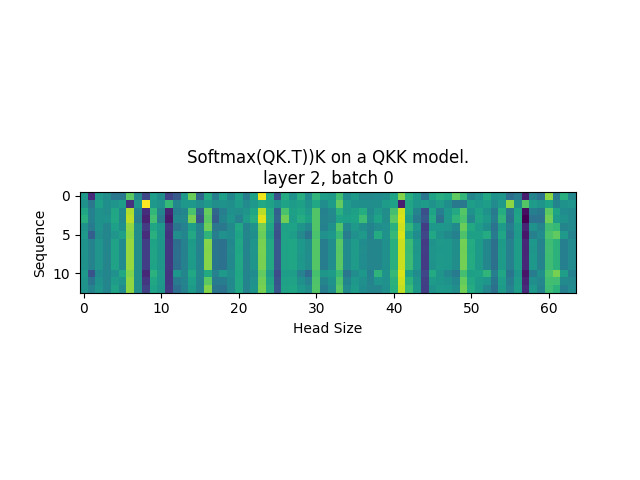 Softmax(QK.T))K on a QKK model.
layer 2, batch 0
0
5
10
Sequence
0 10 20 30 40 50 60
Head Size